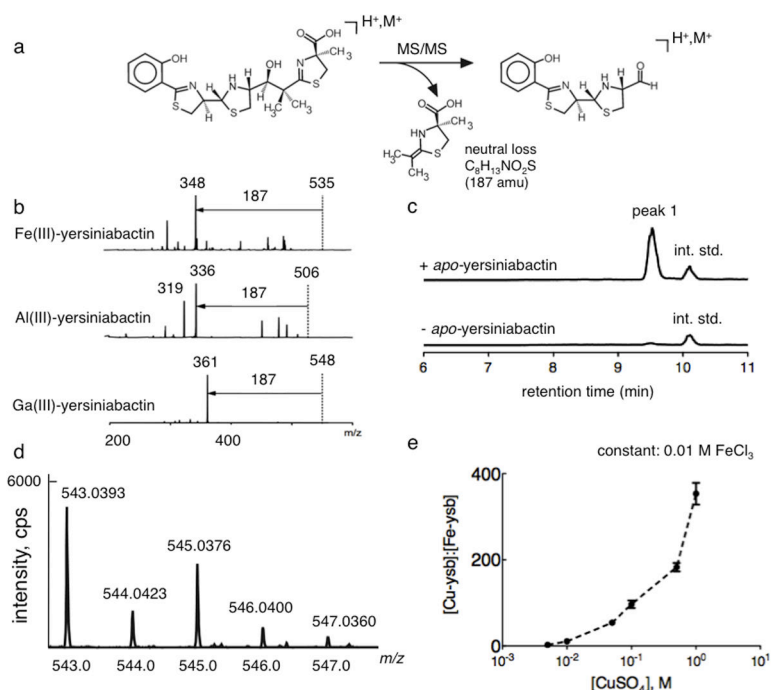 a
]H⁺,M⁺
OH
O
CH₃
OH
N
HN
OH
N
S
S
S
H
H
H₃C
CH₃
MS/MS
O
OH
CH₃
HN
S
H₃C
CH₃
neutral loss
C₈H₁₃NO₂S
(187 amu)
]H⁺,M⁺
OH
N
HN
H
O
S
S
H
H
b
348
535
187
Fe(III)-yersiniabactin
336
506
319
187
Al(III)-yersiniabactin
361
548
187
Ga(III)-yersiniabactin
200
400
m/z
c
peak 1
int. std.
+ apo-yersiniabactin
int. std.
- apo-yersiniabactin
6 7 8 9 10 11
retention time (min)
d
6000
intensity, cps
543.0393
544.0423
545.0376
546.0400
547.0360
543.0 544.0 545.0 546.0 547.0 m/z
e
constant: 0.01 M FeCl₃
[Cu-ysb]:[Fe-ysb]
400
200
0
10⁻³ 10⁻² 10⁻¹ 10⁰ 10¹
[CuSO₄], M